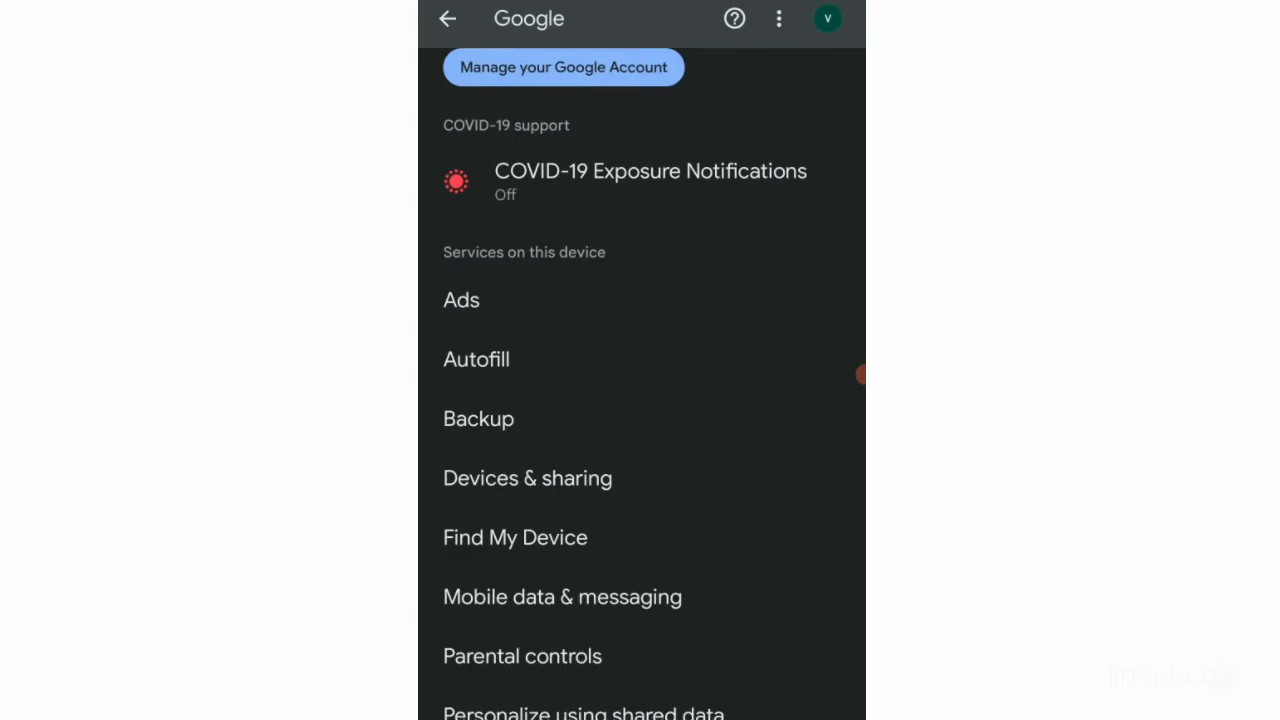 Google
V
Manage your Google Account
COVID-19 support
COVID-19 Exposure Notifications
Off
Services on this device
Ads
Autofill
Backup
Devices & sharing
Find My Device
Mobile data & messaging
Parental controls
Personalize using shared data